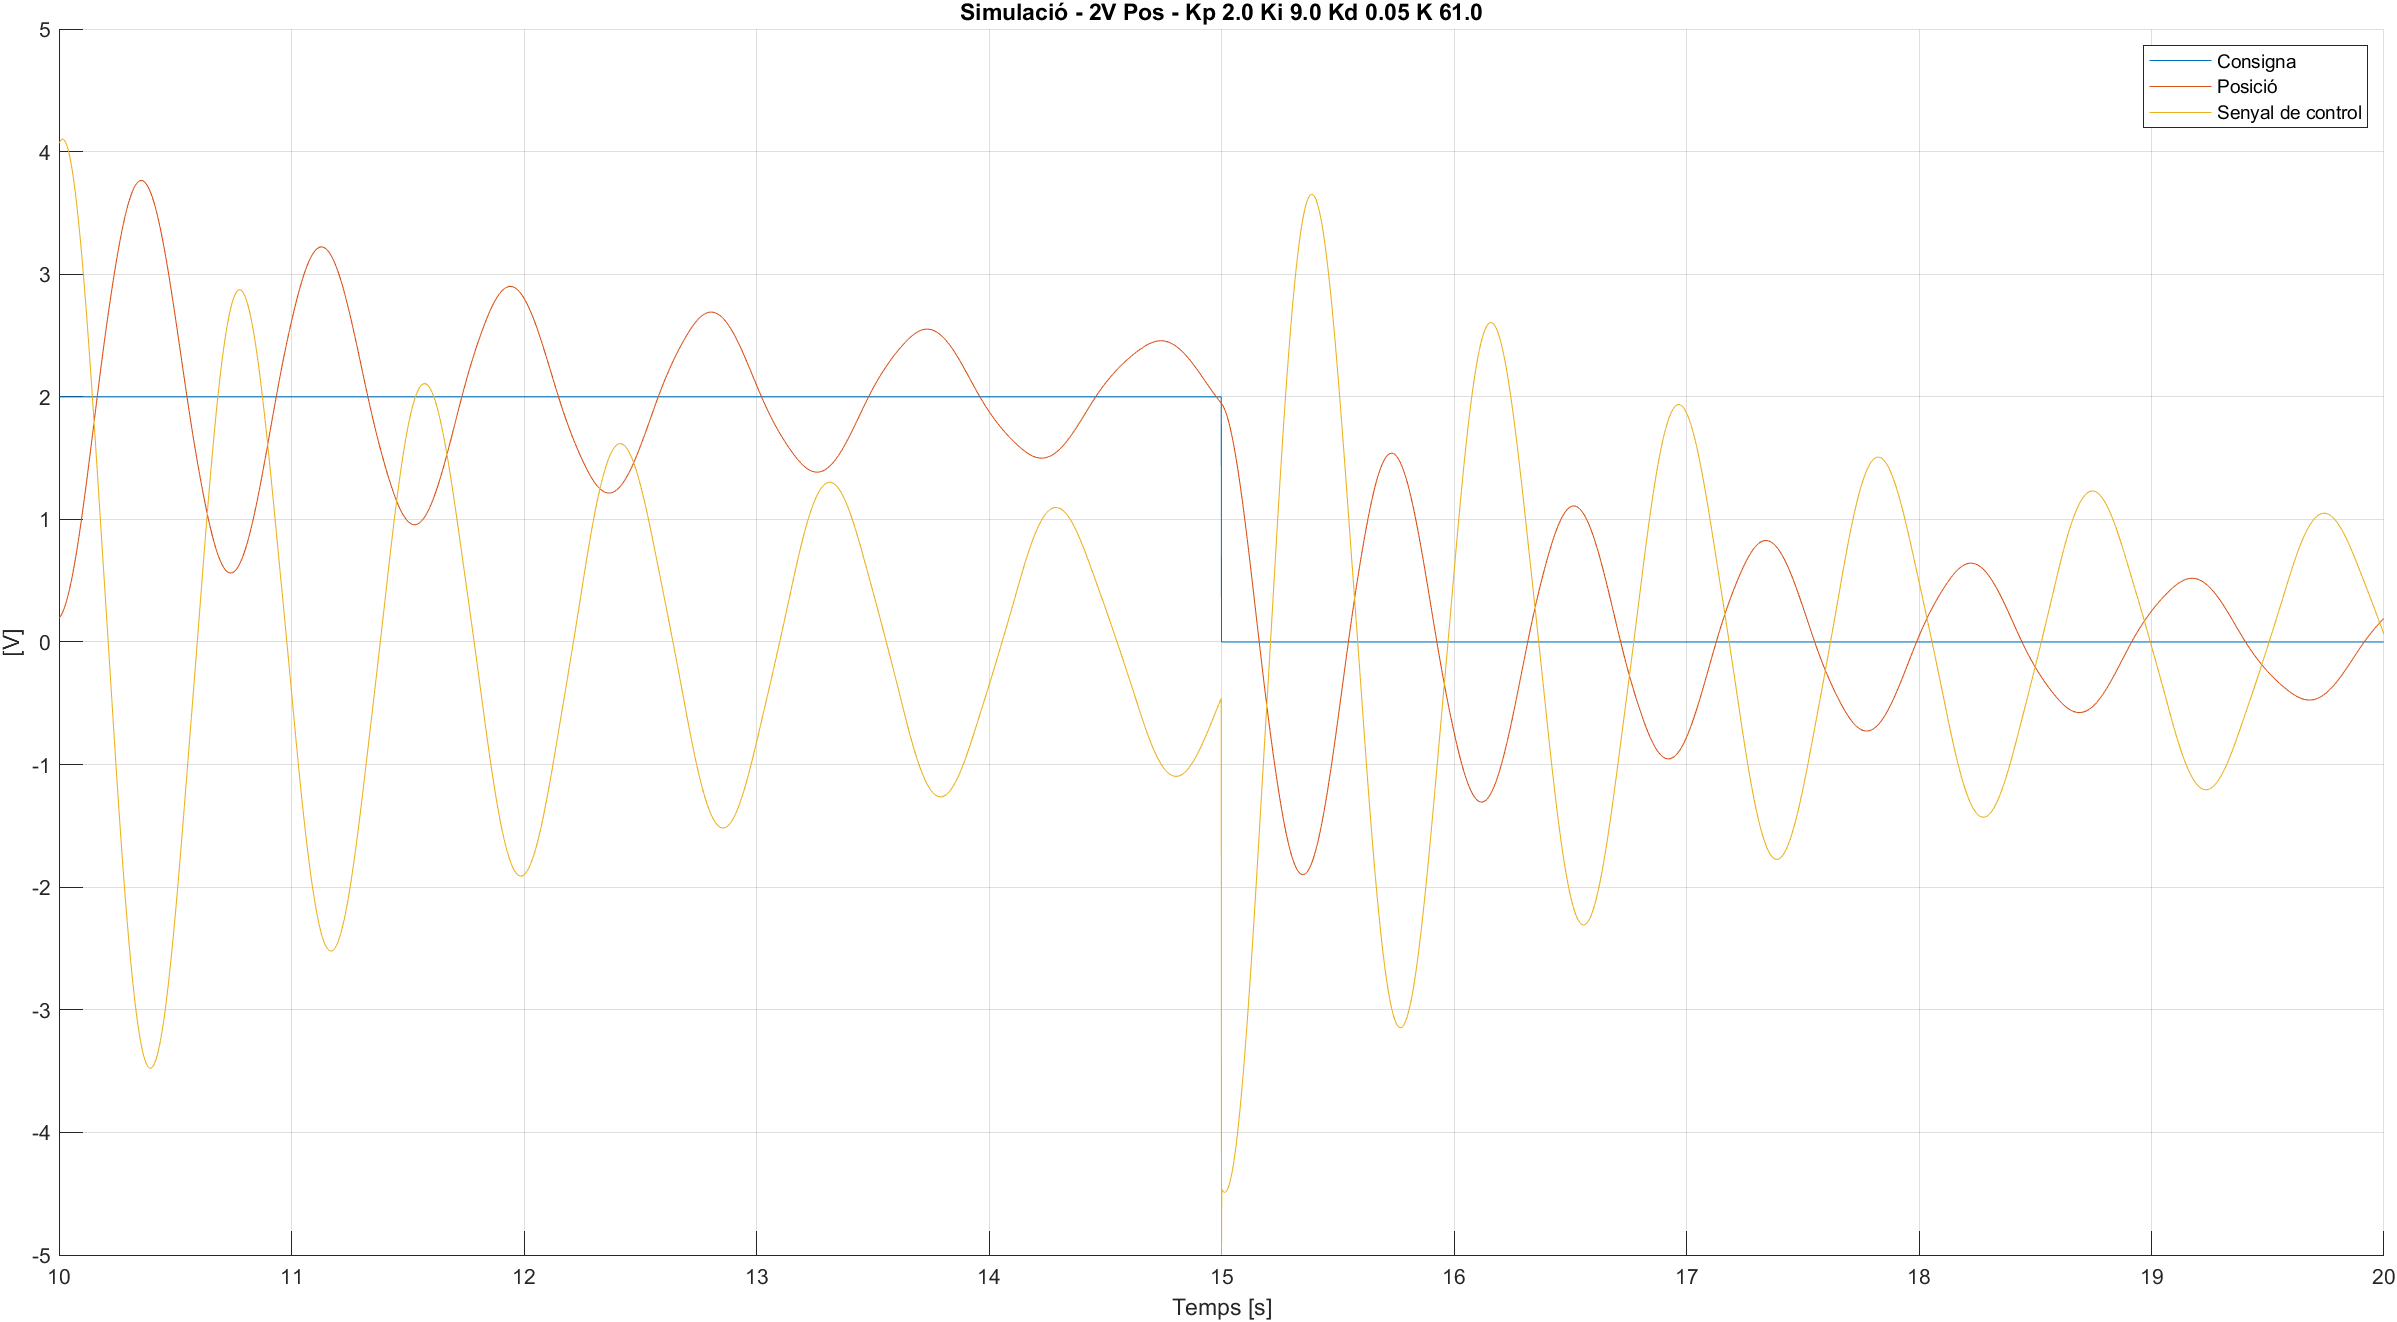 Simulació - 2V Pos - Kp 2.0 Ki 9.0 Kd 0.05 K 61.0
Consigna
Posició
Senyal de control
5
4
3
2
1
0
-1
-2
-3
-4
-5
[V]
10 11 12 13 14 15 16 17 18 19 20
Temps [s]